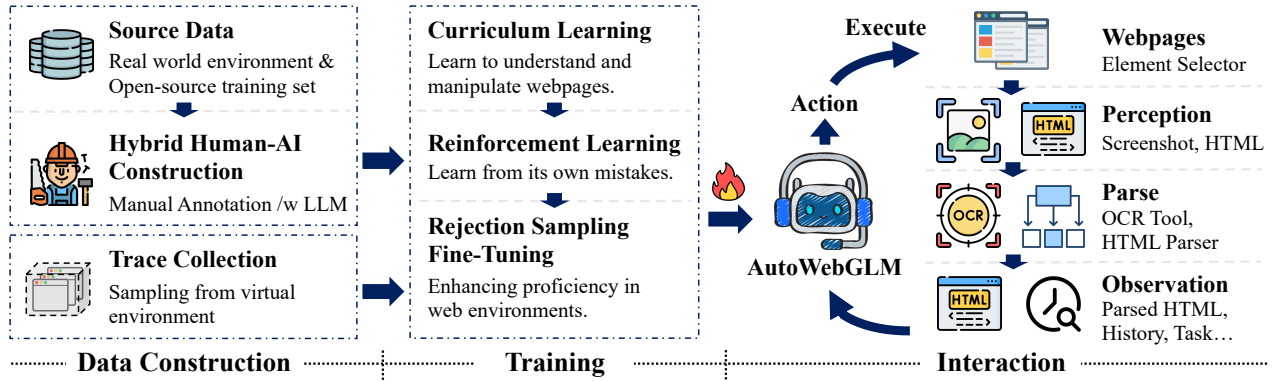 Source Data
Real world environment &
Open-source training set
Hybrid Human-AI
Construction
Manual Annotation /w LLM
Trace Collection
Sampling from virtual
environment
Curriculum Learning
Learn to understand and
manipulate webpages.
Reinforcement Learning
Learn from its own mistakes.
Rejection Sampling
Fine-Tuning
Enhancing proficiency in
web environments.
Execute
Action
AutoWebGLM
Webpages
Element Selector
HTML
Perception
Screenshot, HTML
OCR
Parse
OCR Tool,
HTML Parser
HTML
Observation
Parsed HTML,
History, Task…
Data Construction
Training
Interaction